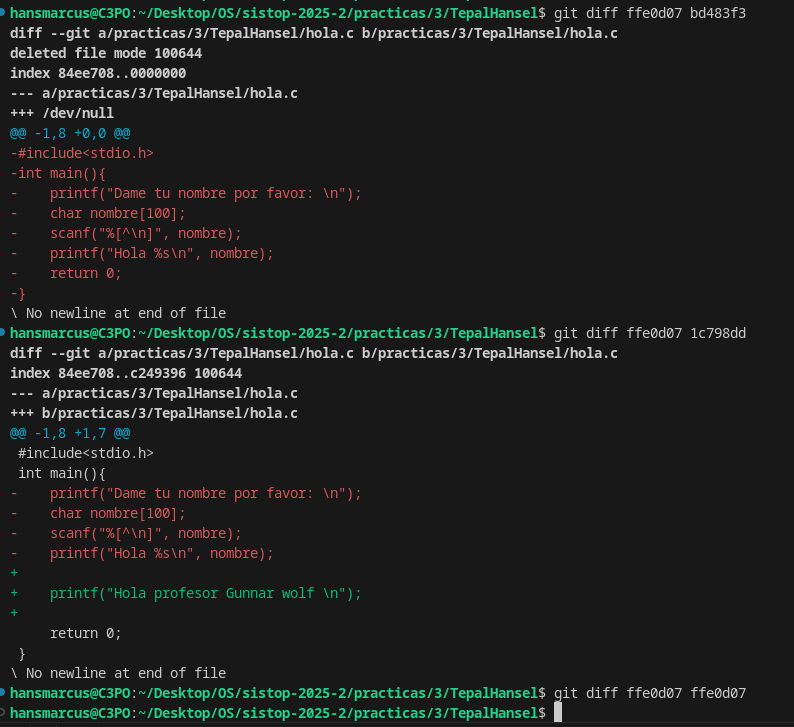 hansmarcus@C3PO:~/Desktop/OS/sistop-2025-2/practicas/3/TepalHansel$ git diff ffe0d07 bd483f3
diff --git a/practicas/3/TepalHansel/hola.c b/practicas/3/TepalHansel/hola.c
deleted file mode 100644
index 84ee708..0000000
--- a/practicas/3/TepalHansel/hola.c
+++ /dev/null
@@ -1,8 +0,0 @@
-#include<stdio.h>
-int main(){
-    printf("Dame tu nombre por favor: \n");
-    char nombre[100];
-    scanf("%[^\n]", nombre);
-    printf("Hola %s\n", nombre);
-    return 0;
-}
\ No newline at end of file
hansmarcus@C3PO:~/Desktop/OS/sistop-2025-2/practicas/3/TepalHansel$ git diff ffe0d07 1c798dd
diff --git a/practicas/3/TepalHansel/hola.c b/practicas/3/TepalHansel/hola.c
index 84ee708..c249396 100644
--- a/practicas/3/TepalHansel/hola.c
+++ b/practicas/3/TepalHansel/hola.c
@@ -1,8 +1,7 @@
 #include<stdio.h>
 int main(){
-    printf("Dame tu nombre por favor: \n");
-    char nombre[100];
-    scanf("%[^\n]", nombre);
-    printf("Hola %s\n", nombre);
+
+    printf("Hola profesor Gunnar wolf \n");
+
     return 0;
 }
\ No newline at end of file
hansmarcus@C3PO:~/Desktop/OS/sistop-2025-2/practicas/3/TepalHansel$ git diff ffe0d07 ffe0d07
hansmarcus@C3PO:~/Desktop/OS/sistop-2025-2/practicas/3/TepalHansel$